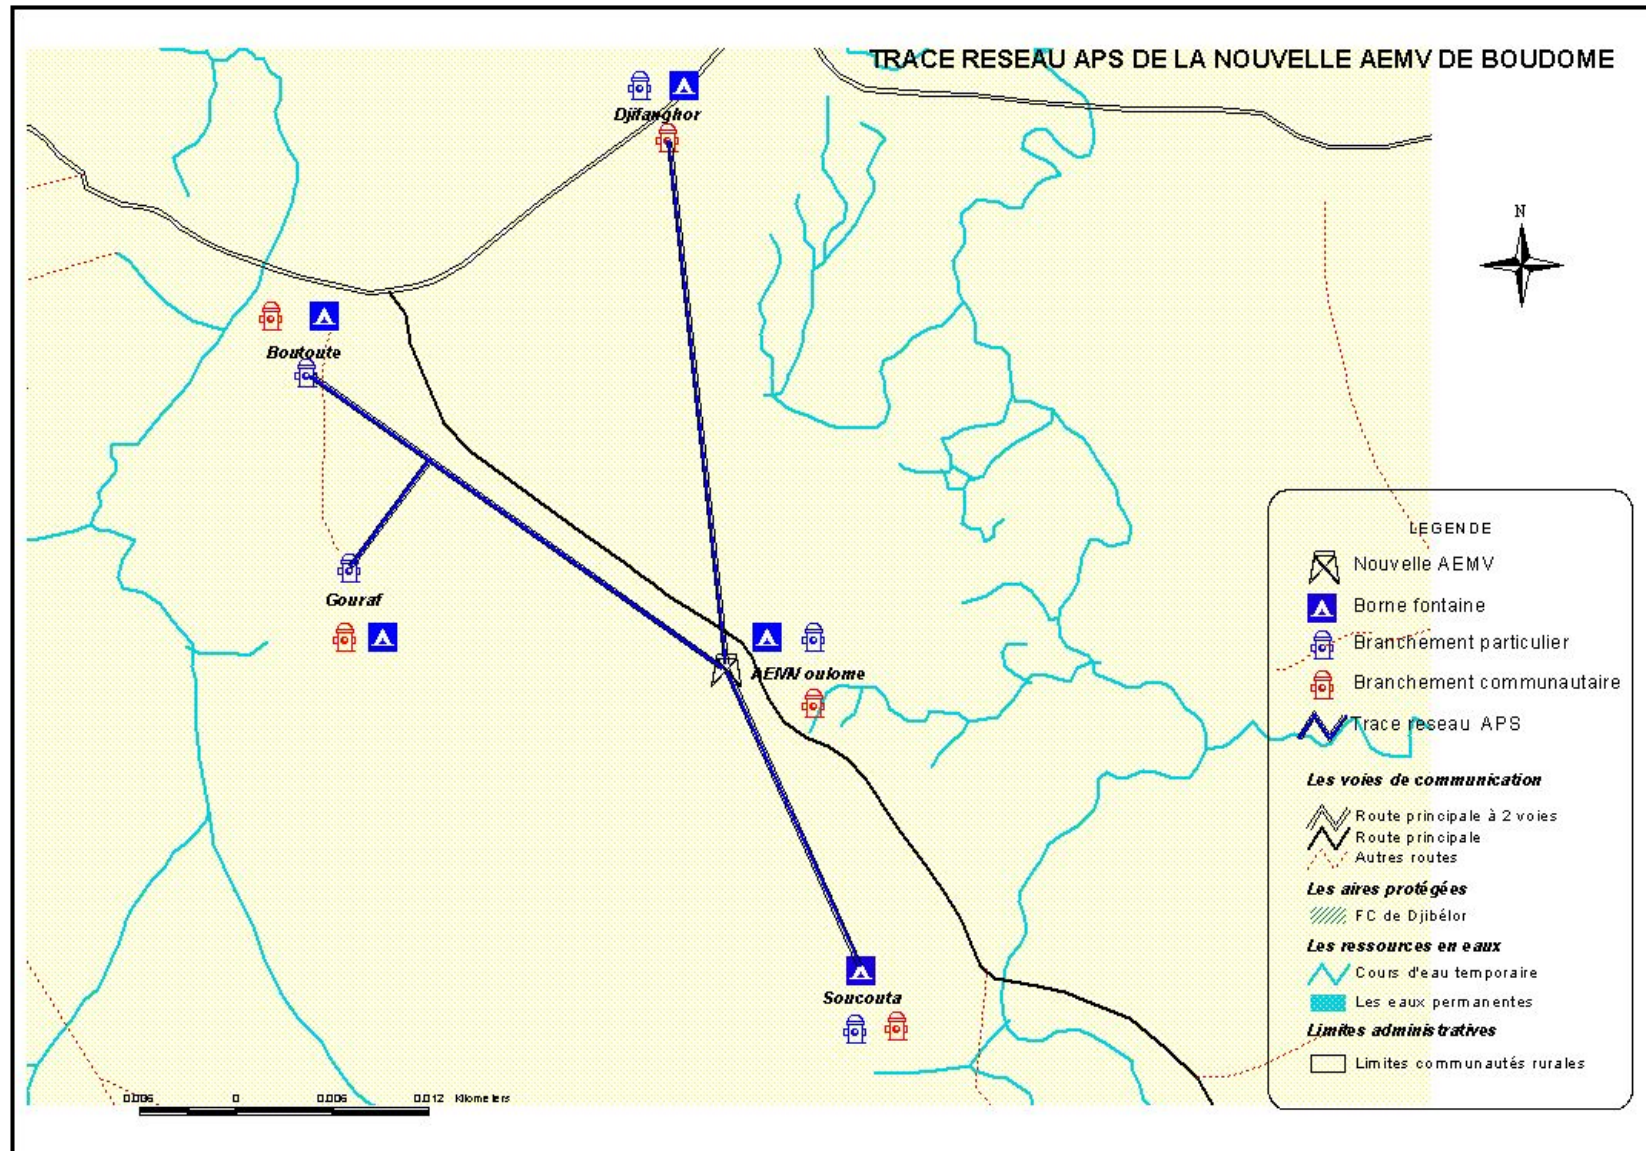 TRACE RESEAU APS DE LA NOUVELLE AEMV DE BOUDOME
Djifanghor
N
Boutoute
Gouraf
AEMV oulome
Soucouta
LEGENDE
Nouvelle AEMV
Borne fontaine
Branchement particulier
Branchement communautaire
Trace reseau APS
Les voies de communication
Route principale à 2 voies
Route principale
Autres routes
Les aires protégées
FC de Djibélor
Les ressources en eaux
Cours d'eau temporaire
Les eaux permanentes
Limites administratives
Limites communautés rurales
0.006 0 0.006 0.012 Kilometers